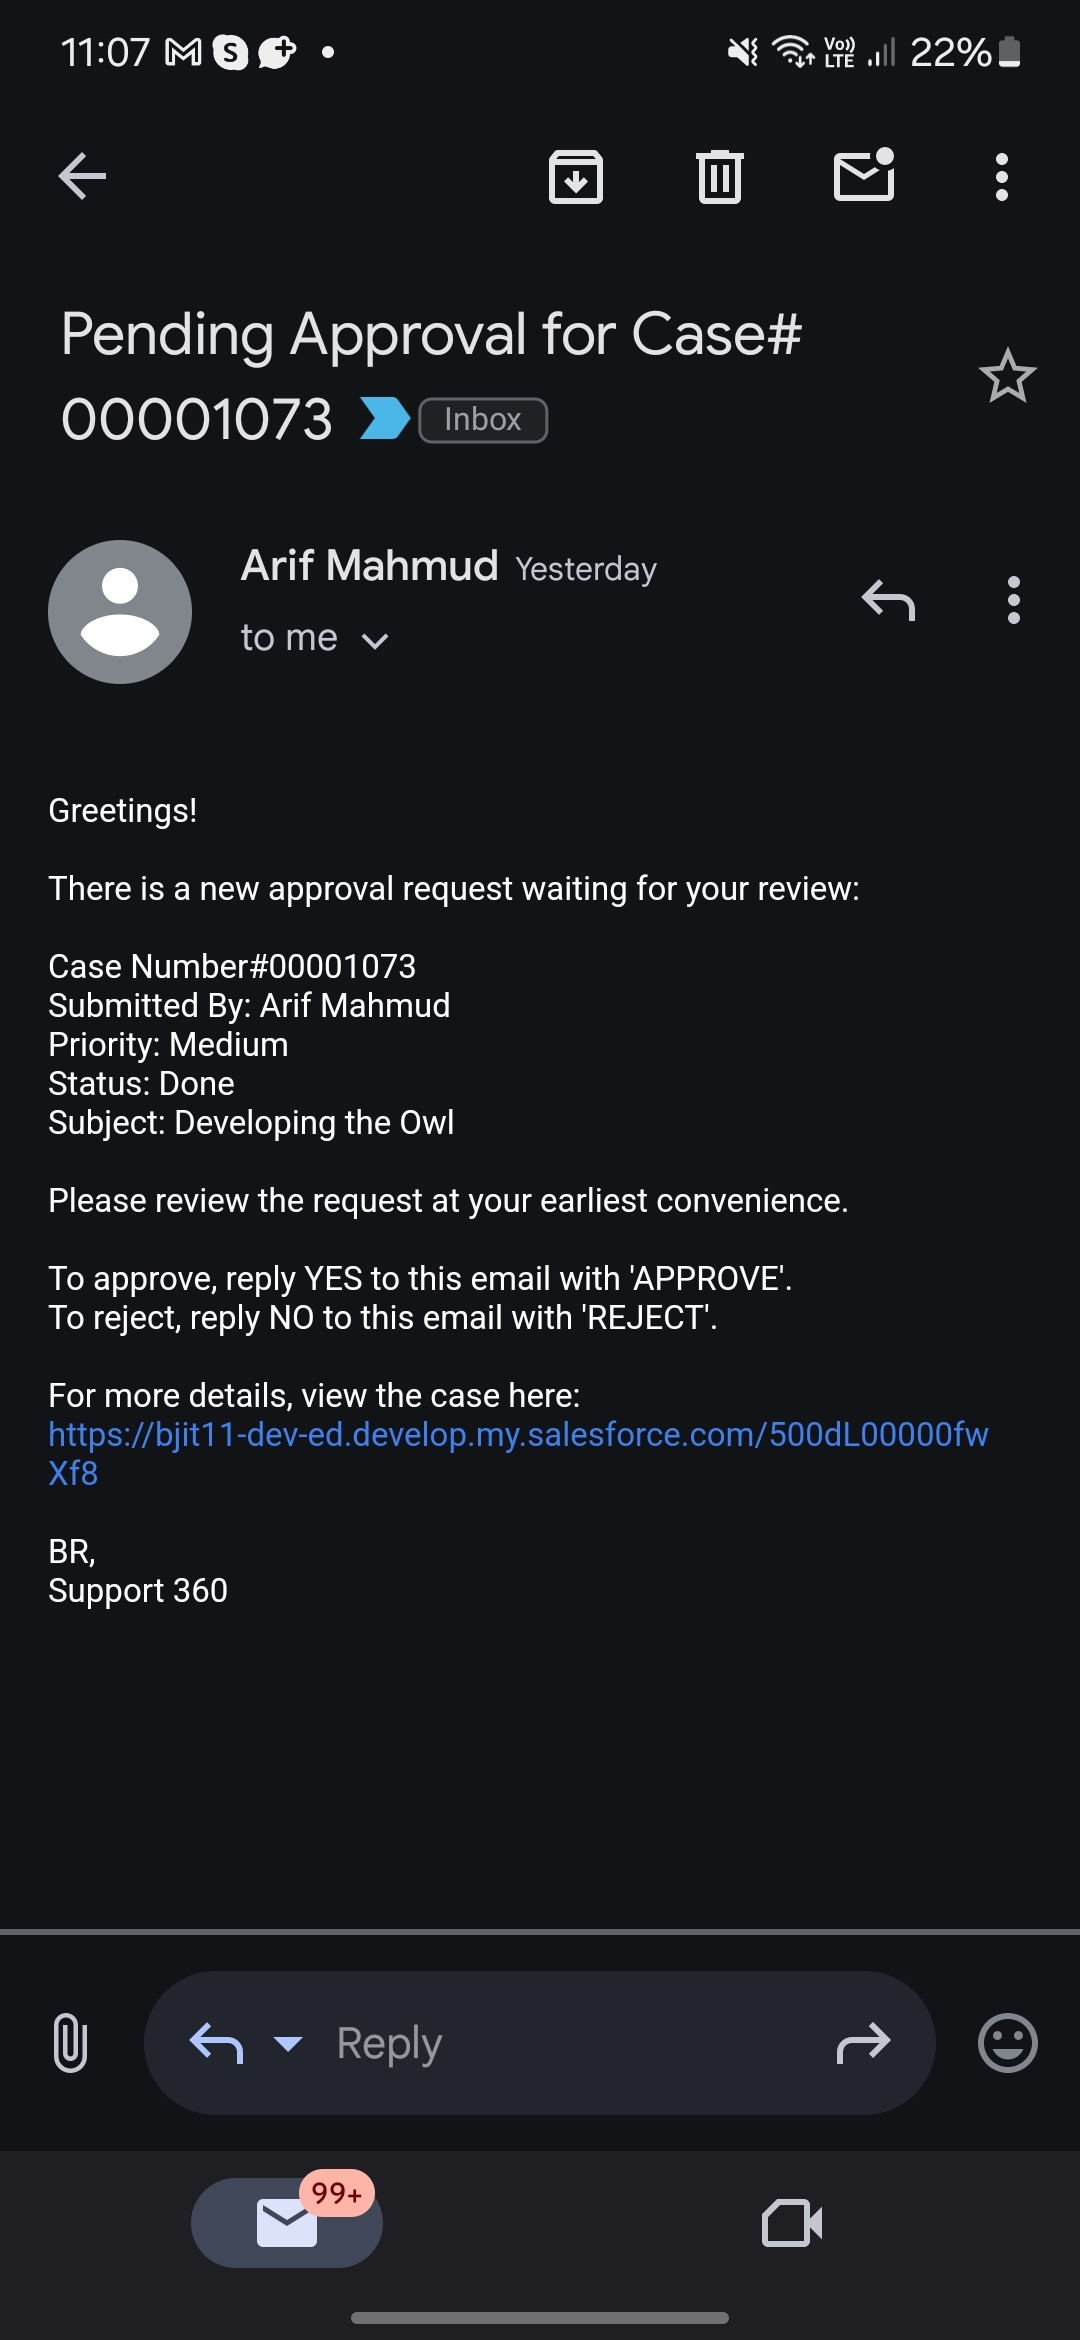 11:07
Vo)) LTE
22%
Pending Approval for Case#
00001073 Inbox
Arif Mahmud Yesterday
to me
Greetings!
There is a new approval request waiting for your review:
Case Number#00001073
Submitted By: Arif Mahmud
Priority: Medium
Status: Done
Subject: Developing the Owl
Please review the request at your earliest convenience.
To approve, reply YES to this email with 'APPROVE'.
To reject, reply NO to this email with 'REJECT'.
For more details, view the case here:
https://bjit11-dev-ed.develop.my.salesforce.com/500dL00000fw
Xf8
BR,
Support 360
Reply
99+